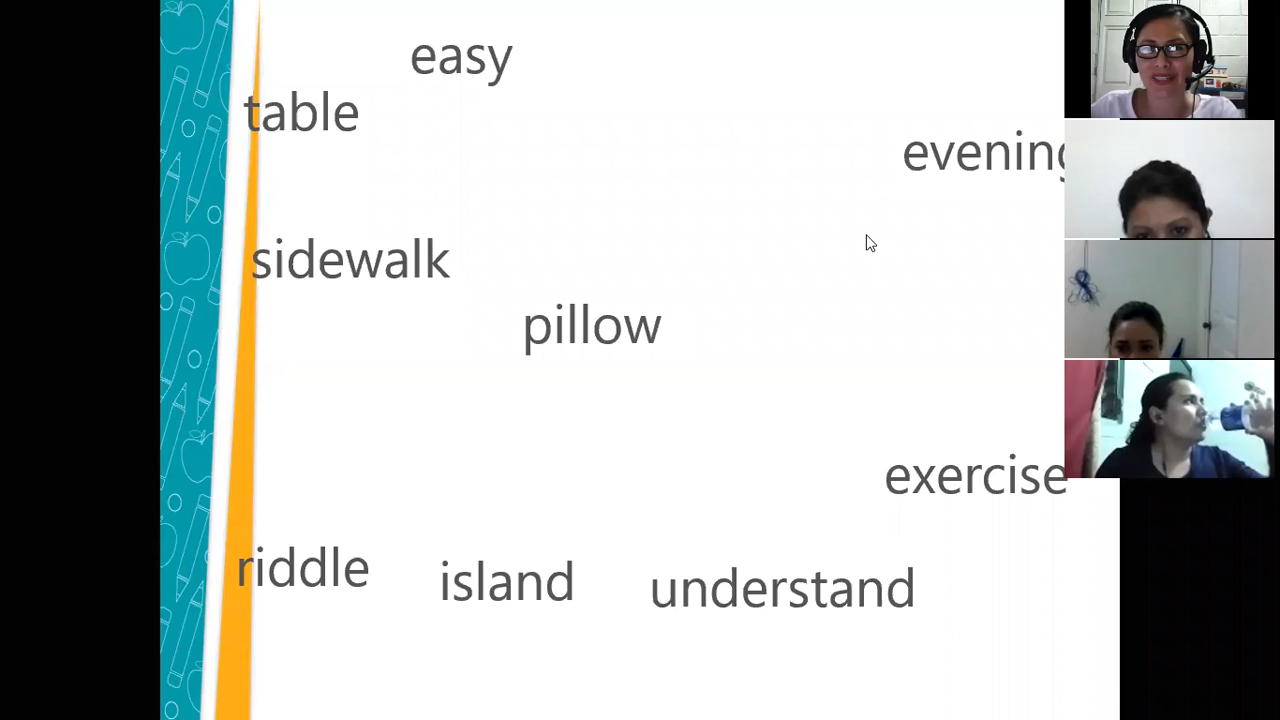 easy
table
evening
sidewalk
pillow
exercise
riddle
island
understand